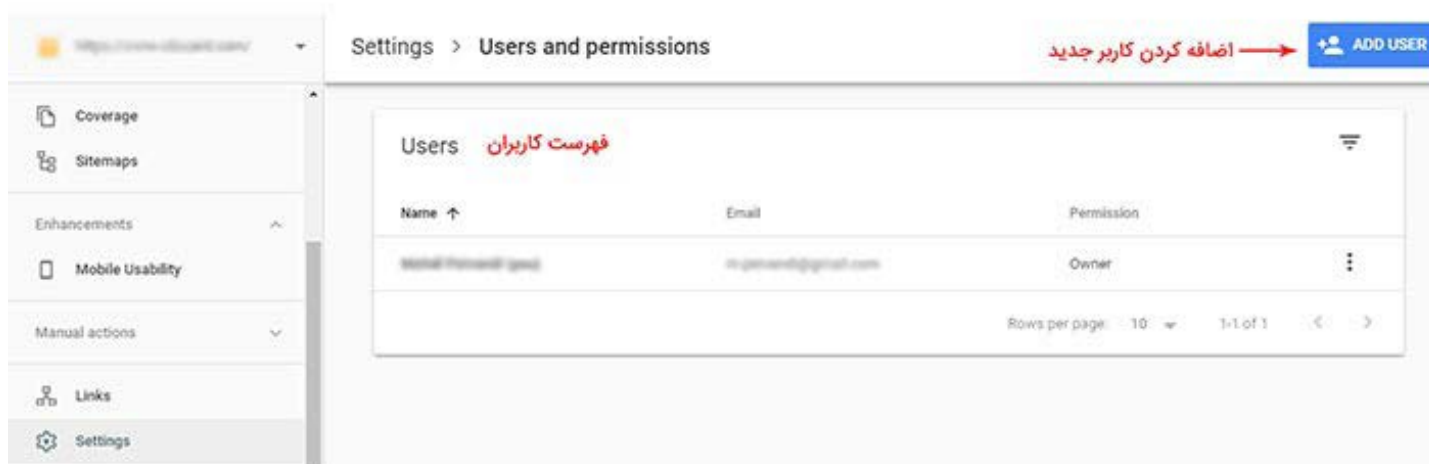 Settings > Users and permissions
اضافه کردن کاربر جدید
ADD USER
Coverage
Sitemaps
Enhancements
Mobile Usability
Manual actions
Links
Settings
Users فهرست کاربران
Name Email Permission
Owner
Rows per page: 10 1-1 of 1